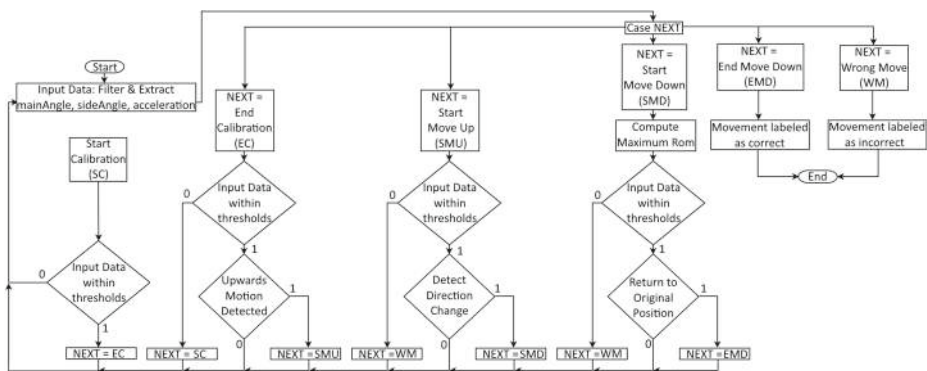 Case NEXT
Start
Input Data: Filter & Extract
mainAngle, sideAngle, acceleration
Start
Calibration
(SC)
Input Data
within
thresholds
0
1
NEXT = EC
NEXT =
End
Calibration
(EC)
Input Data
within
thresholds
0
1
Upwards
Motion
Detected
1
0
NEXT = SC
NEXT =SMU
NEXT =
Start
Move Up
(SMU)
Input Data
within
thresholds
0
1
Detect
Direction
Change
1
0
NEXT =WM
NEXT =SMD
NEXT =
Start
Move Down
(SMD)
Compute
Maximum Rom
Input Data
within
thresholds
0
1
Return to
Original
Position
1
0
NEXT =WM
NEXT =EMD
NEXT =
End Move Down
(EMD)
Movement labeled
as correct
NEXT =
Wrong Move
(WM)
Movement labeled
as incorrect
End